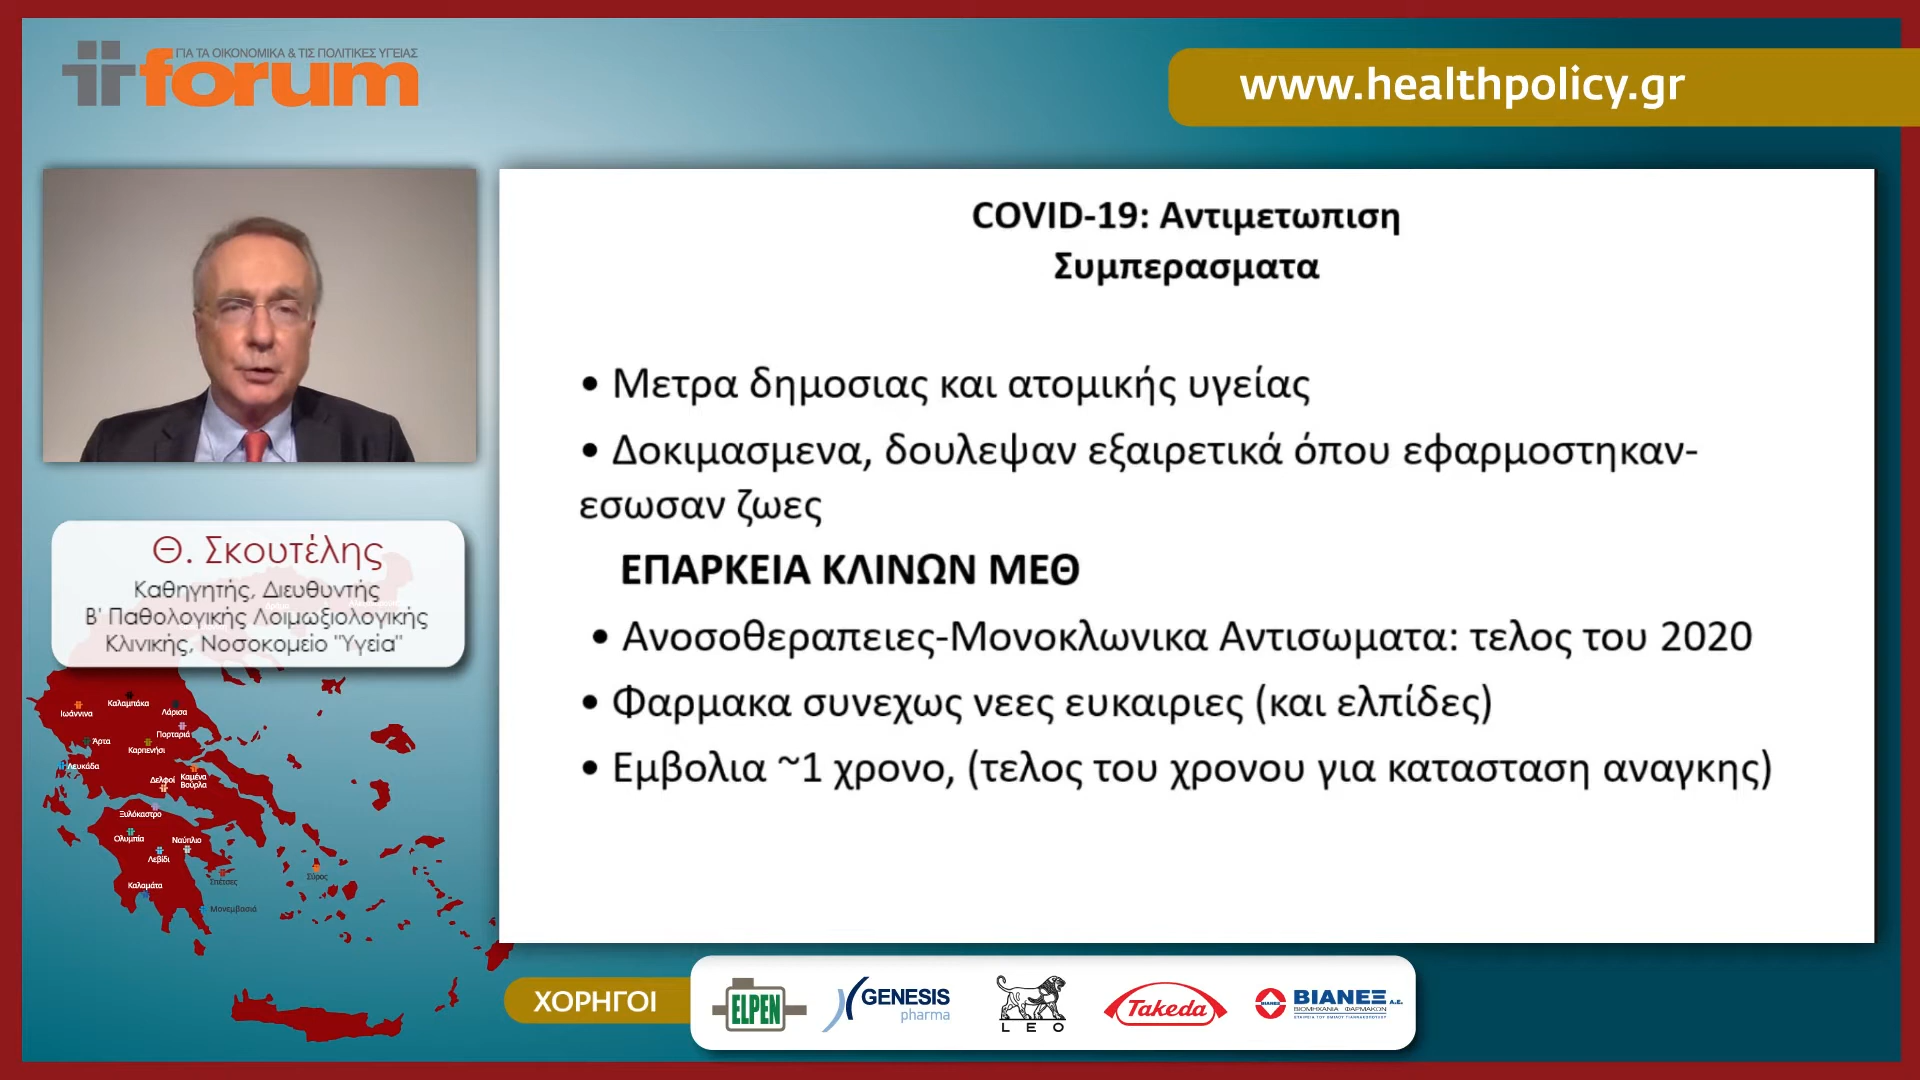 ΓΙΑ ΤΑ ΟΙΚΟΝΟΜΙΚΑ & ΤΙΣ ΠΟΛΙΤΙΚΕΣ ΥΓΕΙΑΣ
forum
www.healthpolicy.gr
COVID-19: Αντιμετωπιση
Συμπερασματα
• Μετρα δημοσιας και ατομικής υγείας
• Δοκιμασμενα, δουλεψαν εξαιρετικά όπου εφαρμοστηκαν-
εσωσαν ζωες
ΕΠΑΡΚΕΙΑ ΚΛΙΝΩΝ ΜΕΘ
• Ανοσοθεραπειες-Μονοκλωνικα Αντισωματα: τελος του 2020
• Φαρμακα συνεχως νεες ευκαιριες (και ελπίδες)
• Εμβολια ~1 χρονο, (τελος του χρονου για κατασταση αναγκης)
Θ. Σκουτέλης
Καθηγητής, Διευθυντής
Β' Παθολογικής Λοιμωξιολογικής
Κλινικής, Νοσοκομείο "Υγεία"
Ιωάννινα
Καλαμπάκα
Λάρισα
Πορταριά
Άρτα
Καρπενήσι
Λευκάδα
Δελφοί
Καμένα
Βούρλα
Ξυλόκαστρο
Ολυμπία
Ναύπλιο
Λεβίδι
Σπέτσες
Σύρος
Καλαμάτα
Μονεμβασιά
ΧΟΡΗΓΟΙ
ELPEN
GENESIS
pharma
LEO
Takeda
ΒΙΑΝΕΞ
ΒΙΑΝΕΞ Α.Ε.
ΒΙΟΜΗΧΑΝΙΑ ΦΑΡΜΑΚΩΝ